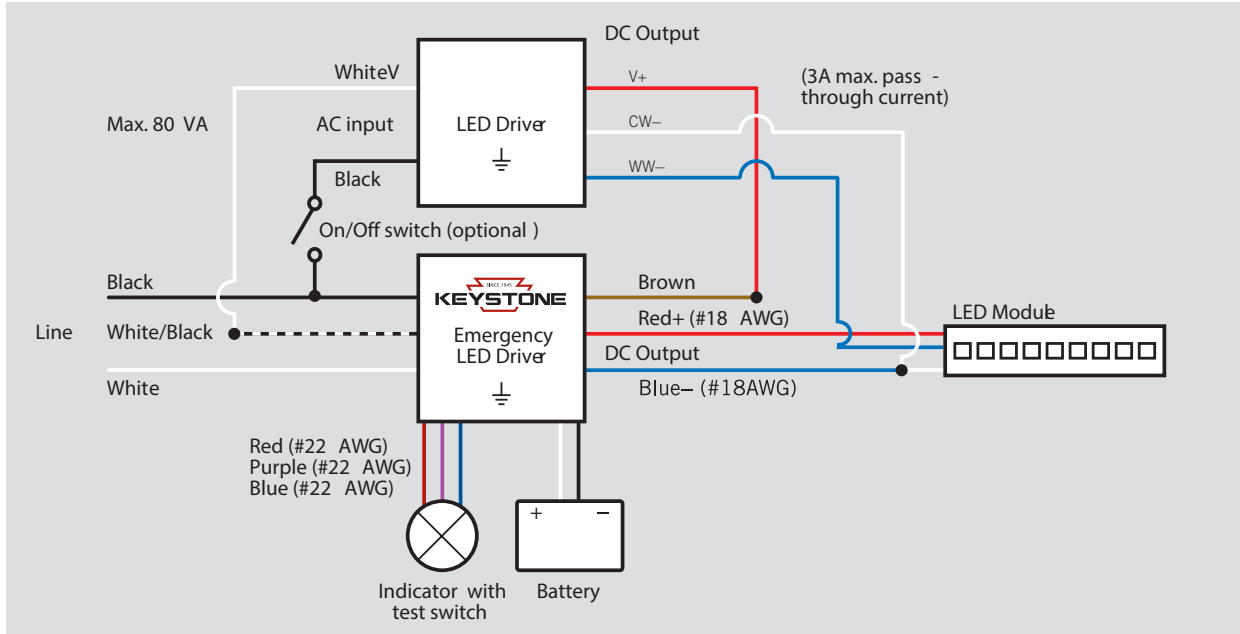 DC Output
WhiteV
V+
(3A max. pass -
through current)
Max. 80 VA
AC input
LED Driver
CW–
WW–
Black
On/Off switch (optional )
Black
SINCE 1945
KEYSTONE
Brown
Line
White/Black
Emergency
LED Driver
Red+ (#18 AWG)
LED Module
DC Output
White
Blue– (#18AWG)
Red (#22 AWG)
Purple (#22 AWG)
Blue (#22 AWG)
+ –
Indicator with
test switch
Battery